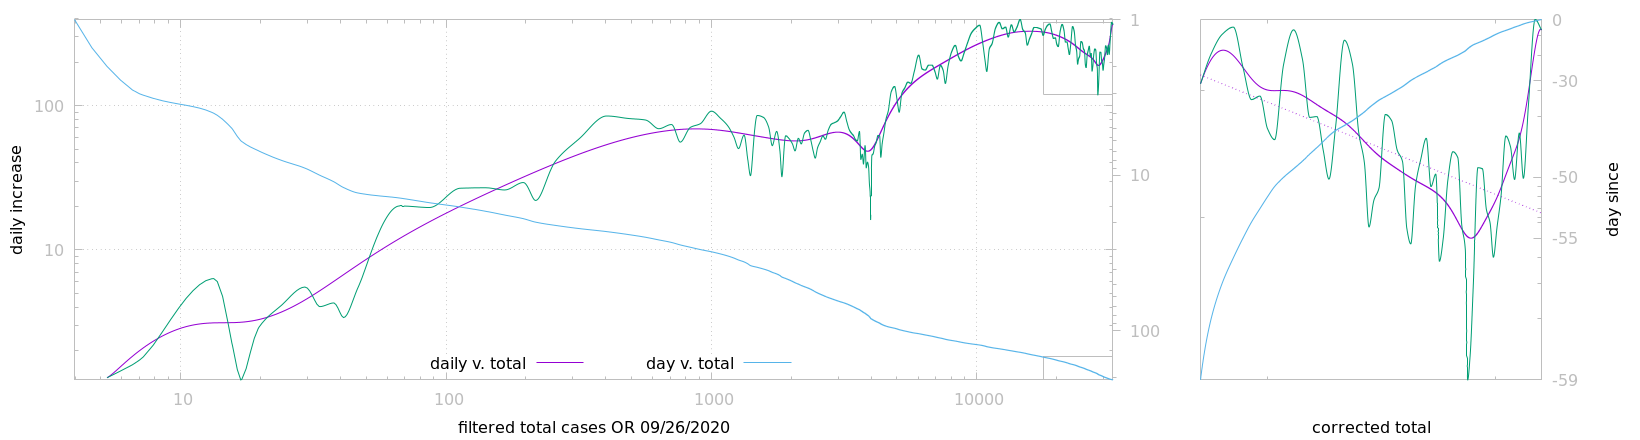 daily increase
100
10
daily v. total
day v. total
1
10
100
10
100
1000
10000
filtered total cases OR 09/26/2020
0
-30
-50
-55
-59
day since
corrected total